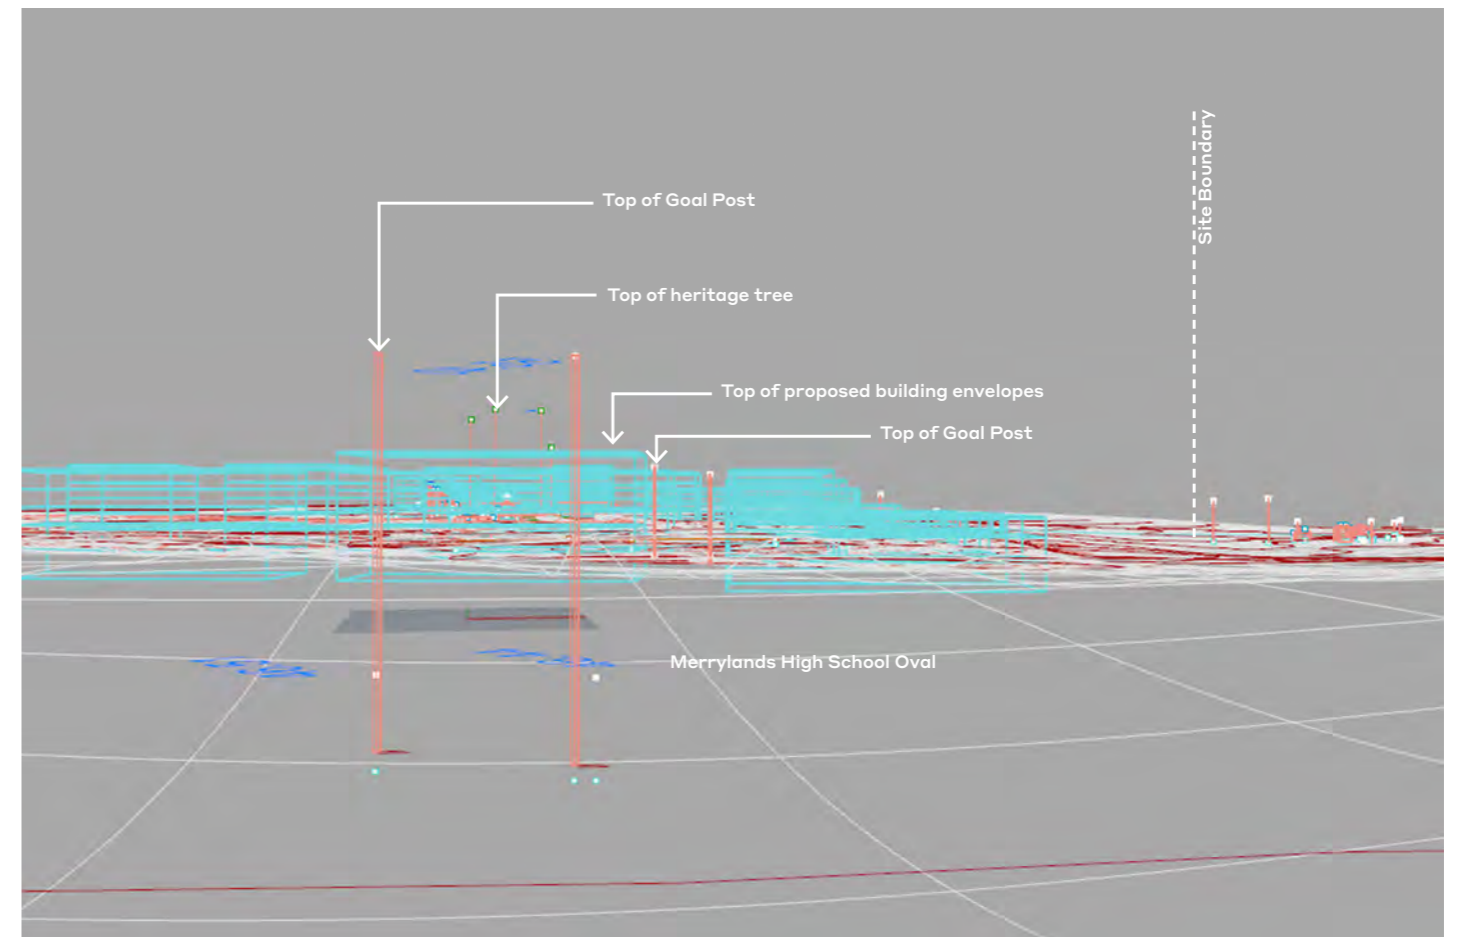 Site Boundary
Top of Goal Post
Top of heritage tree
Top of proposed building envelopes
Top of Goal Post
Merrylands High School Oval